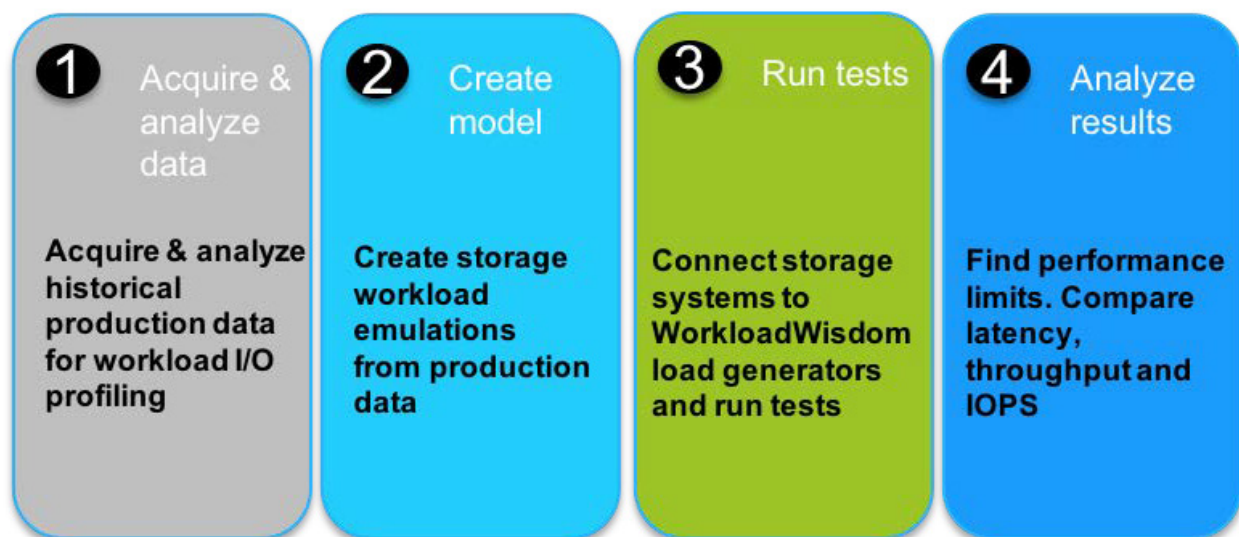 1
Acquire &
analyze
data
Acquire & analyze
historical
production data
for workload I/O
profiling
2
Create
model
Create storage
workload
emulations
from production
data
3
Run tests
Connect storage
systems to
WorkloadWisdom
load generators
and run tests
4
Analyze
results
Find performance
limits. Compare
latency,
throughput and
IOPS